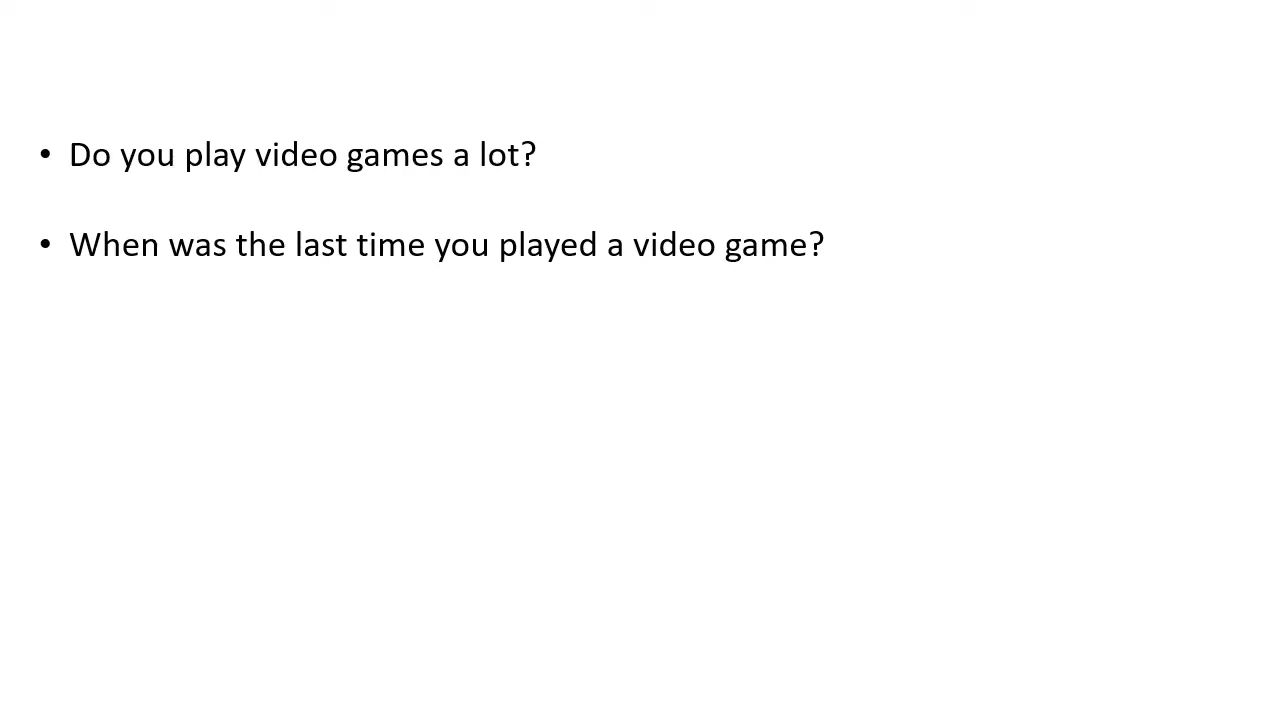 • Do you play video games a lot?
• When was the last time you played a video game?